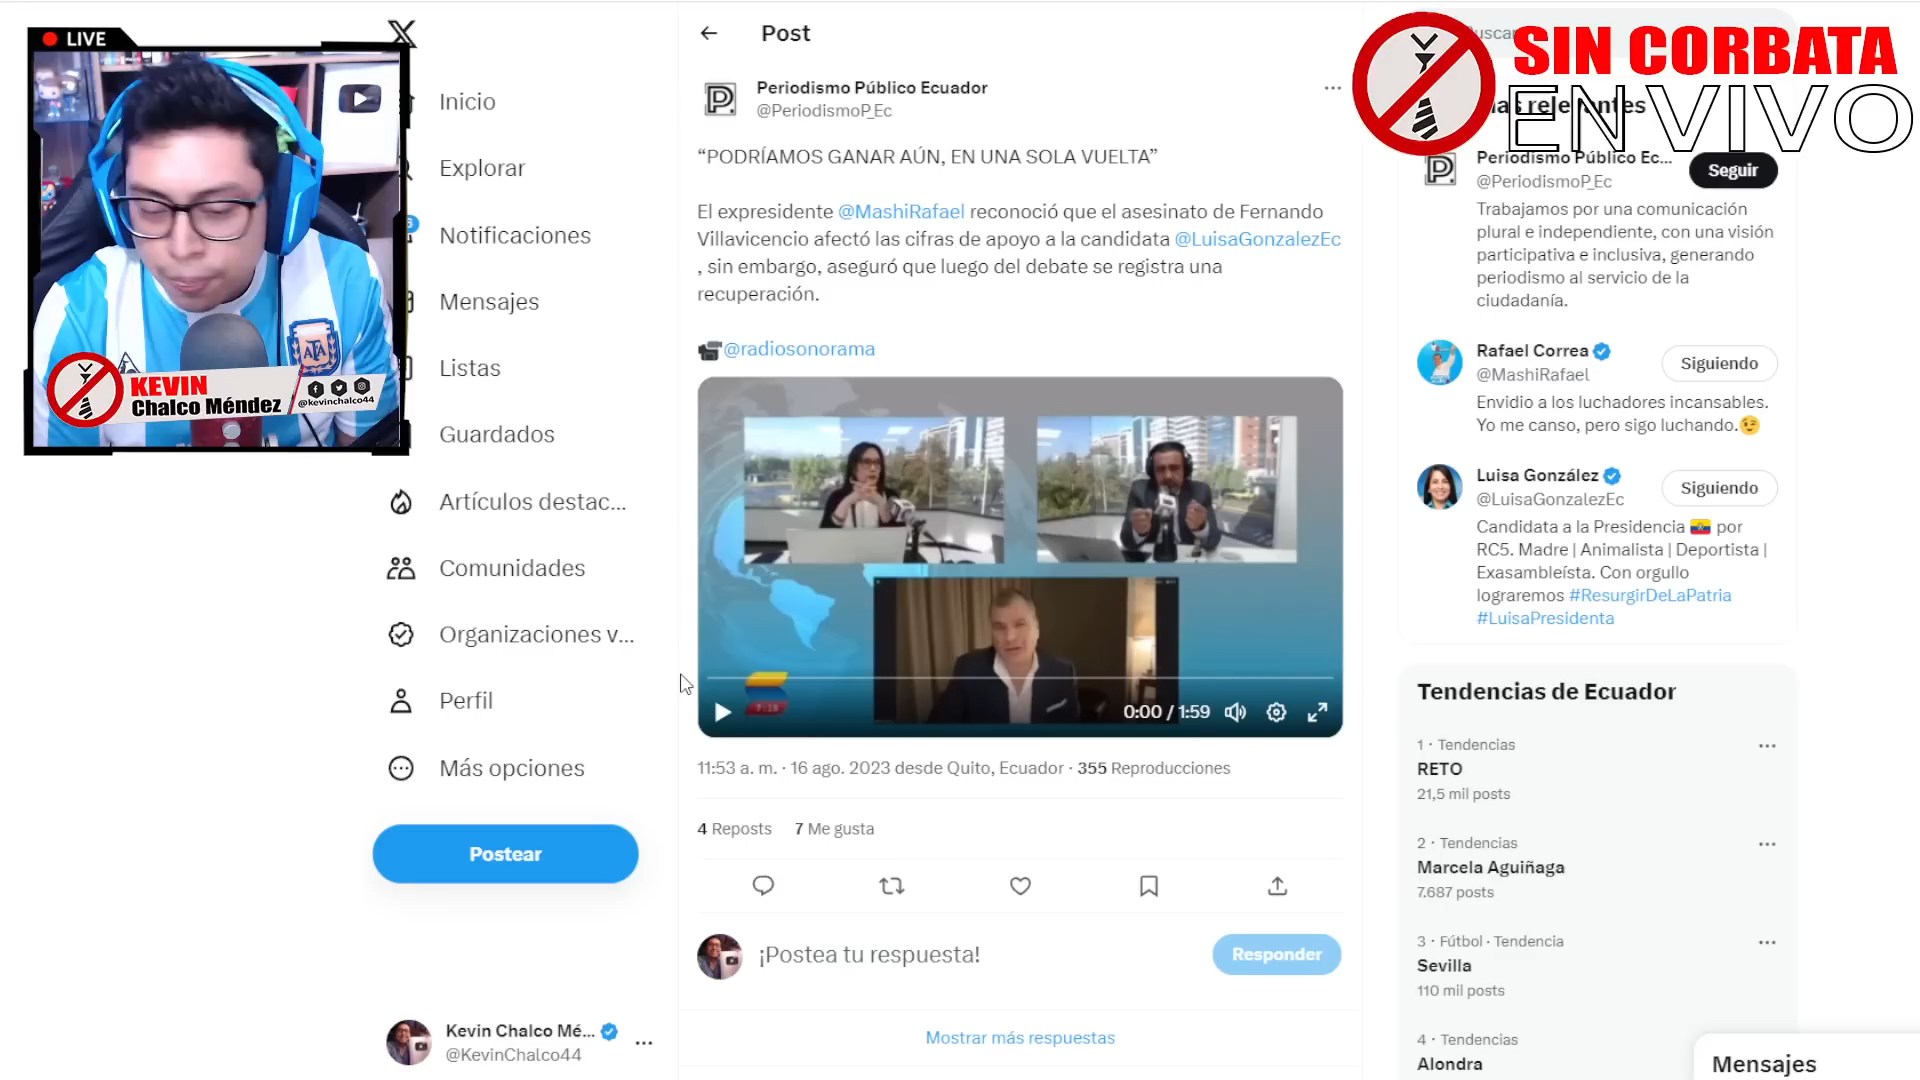 LIVE
KEVIN
Chalco Méndez
@kevinchalco44
SIN CORBATA
EN VIVO
Inicio
Explorar
Notificaciones
Mensajes
Listas
Guardados
Artículos destac...
Comunidades
Organizaciones v...
Perfil
Más opciones
Postear
Kevin Chalco Mé...
@KevinChalco44
Post
Periodismo Público Ecuador
@PeriodismoP_Ec
“PODRÍAMOS GANAR AÚN, EN UNA SOLA VUELTA”
El expresidente @MashiRafael reconoció que el asesinato de Fernando
Villavicencio afectó las cifras de apoyo a la candidata @LuisaGonzalezEc
, sin embargo, aseguró que luego del debate se registra una
recuperación.
@radiosonorama
7:18
0:00 / 1:59
11:53 a. m. · 16 ago. 2023 desde Quito, Ecuador · 355 Reproducciones
4 Reposts 7 Me gusta
¡Postea tu respuesta!
Responder
Mostrar más respuestas
relevantes
Periodismo Público Ec...
@PeriodismoP_Ec
Seguir
Trabajamos por una comunicación
plural e independiente, con una visión
participativa e inclusiva, generando
periodismo al servicio de la
ciudadanía.
Rafael Correa
@MashiRafael
Siguiendo
Envidio a los luchadores incansables.
Yo me canso, pero sigo luchando.😉
Luisa González
@LuisaGonzalezEc
Siguiendo
Candidata a la Presidencia 🇪🇨 por
RC5. Madre | Animalista | Deportista |
Exasambleísta. Con orgullo
lograremos #ResurgirDeLaPatria
#LuisaPresidenta
Tendencias de Ecuador
1 · Tendencias
RETO
21,5 mil posts
2 · Tendencias
Marcela Aguiñaga
7.687 posts
3 · Fútbol · Tendencia
Sevilla
110 mil posts
4 · Tendencias
Alondra
Mensajes